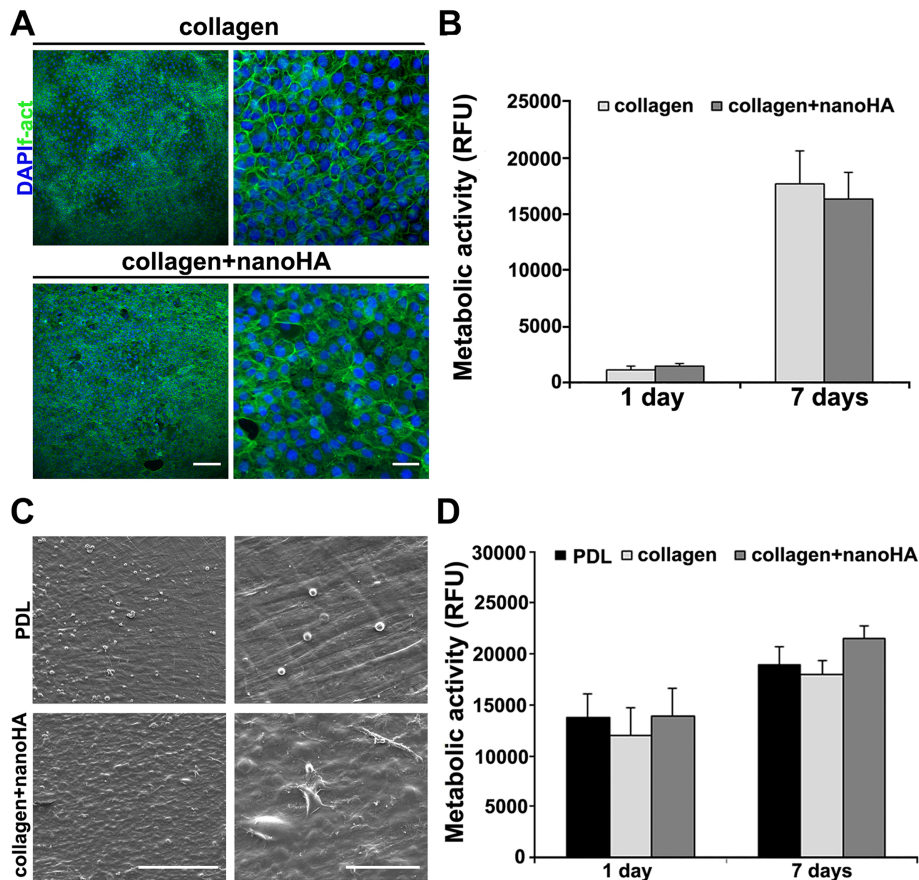 A
collagen
DAPI/f-act
collagen+nanoHA
B
Metabolic activity (RFU)
25000
20000
15000
10000
5000
0
collagen
collagen+nanoHA
1 day
7 days
C
PDL
collagen+nanoHA
D
Metabolic activity (RFU)
30000
25000
20000
15000
10000
5000
0
PDL
collagen
collagen+nanoHA
1 day
7 days